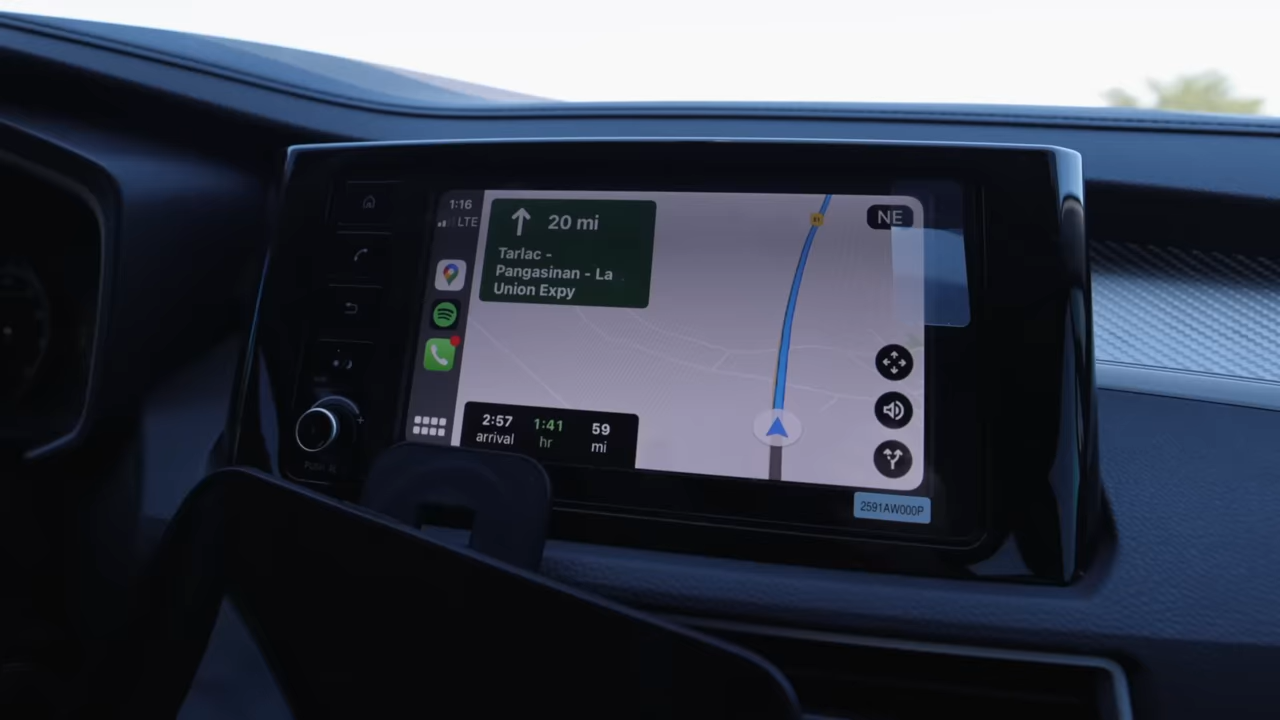 1:16
LTE
20 mi
Tarlac -
Pangasinan - La
Union Expy
NE
2:57 1:41 59
arrival hr mi
2591AW000P